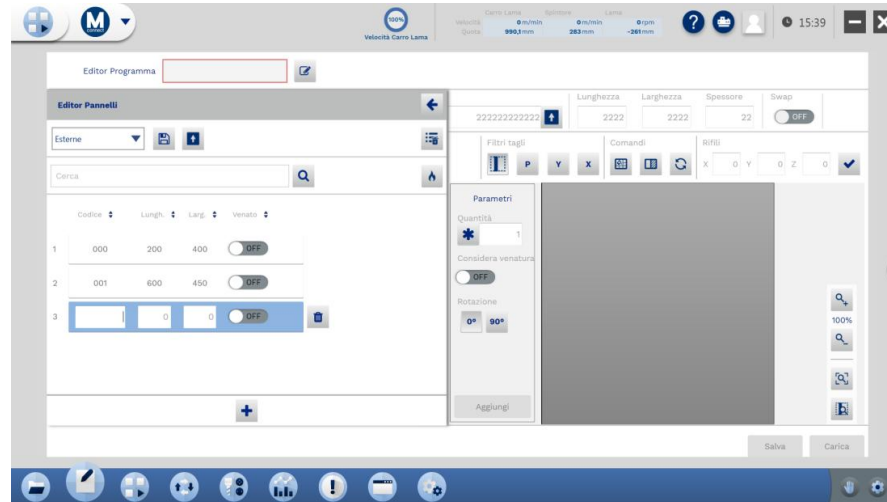 Carro Lama Spintore Lama
Velocità 0 m/min 0 m/min 0 rpm
Quota 990,1 mm 283 mm -261 mm
100%
Velocità Carro Lama
M
connect
?
15:39
Editor Programma
Editor Pannelli
Esterne
Cerca
Codice Lungh. Larg. Venato
1 000 200 400 OFF
2 001 600 450 OFF
3 0 0 OFF
+
Lunghezza Larghezza Spessore Swap
222222222222 2222 2222 22 OFF
Filtri tagli Comandi Rifili
P Y X X 0 Y 0 Z 0
Parametri
Quantità
* 1
Considera venatura
OFF
Rotazione
0° 90°
Aggiungi
100%
Salva Carica